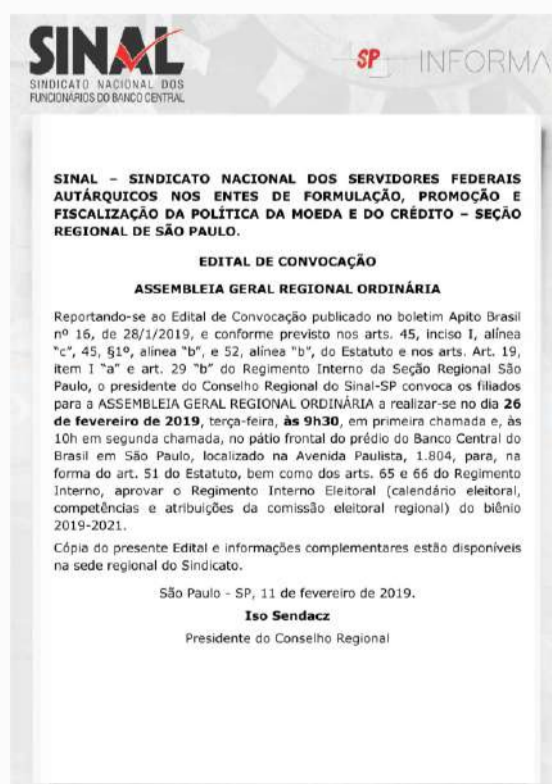 SINAL
SINDICATO NACIONAL DOS
FUNCIONÁRIOS DO BANCO CENTRAL
SP INFORMA
SINAL – SINDICATO NACIONAL DOS SERVIDORES FEDERAIS
AUTÁRQUICOS NOS ENTES DE FORMULAÇÃO, PROMOÇÃO E
FISCALIZAÇÃO DA POLÍTICA DA MOEDA E DO CRÉDITO – SEÇÃO
REGIONAL DE SÃO PAULO.
EDITAL DE CONVOCAÇÃO
ASSEMBLEIA GERAL REGIONAL ORDINÁRIA
Reportando-se ao Edital de Convocação publicado no boletim Apito Brasil
nº 16, de 28/1/2019, e conforme previsto nos arts. 45, inciso I, alínea
"c", 45, §1º, alínea "b", e 52, alínea "b", do Estatuto e nos arts. Art. 19,
item I "a" e art. 29 "b" do Regimento Interno da Seção Regional São
Paulo, o presidente do Conselho Regional do Sinal-SP convoca os filiados
para a ASSEMBLEIA GERAL REGIONAL ORDINÁRIA a realizar-se no dia 26
de fevereiro de 2019, terça-feira, às 9h30, em primeira chamada e, às
10h em segunda chamada, no pátio frontal do prédio do Banco Central do
Brasil em São Paulo, localizado na Avenida Paulista, 1.804, para, na
forma do art. 51 do Estatuto, bem como dos arts. 65 e 66 do Regimento
Interno, aprovar o Regimento Interno Eleitoral (calendário eleitoral,
competências e atribuições da comissão eleitoral regional) do biênio
2019-2021.
Cópia do presente Edital e informações complementares estão disponíveis
na sede regional do Sindicato.
São Paulo - SP, 11 de fevereiro de 2019.
Iso Sendacz
Presidente do Conselho Regional